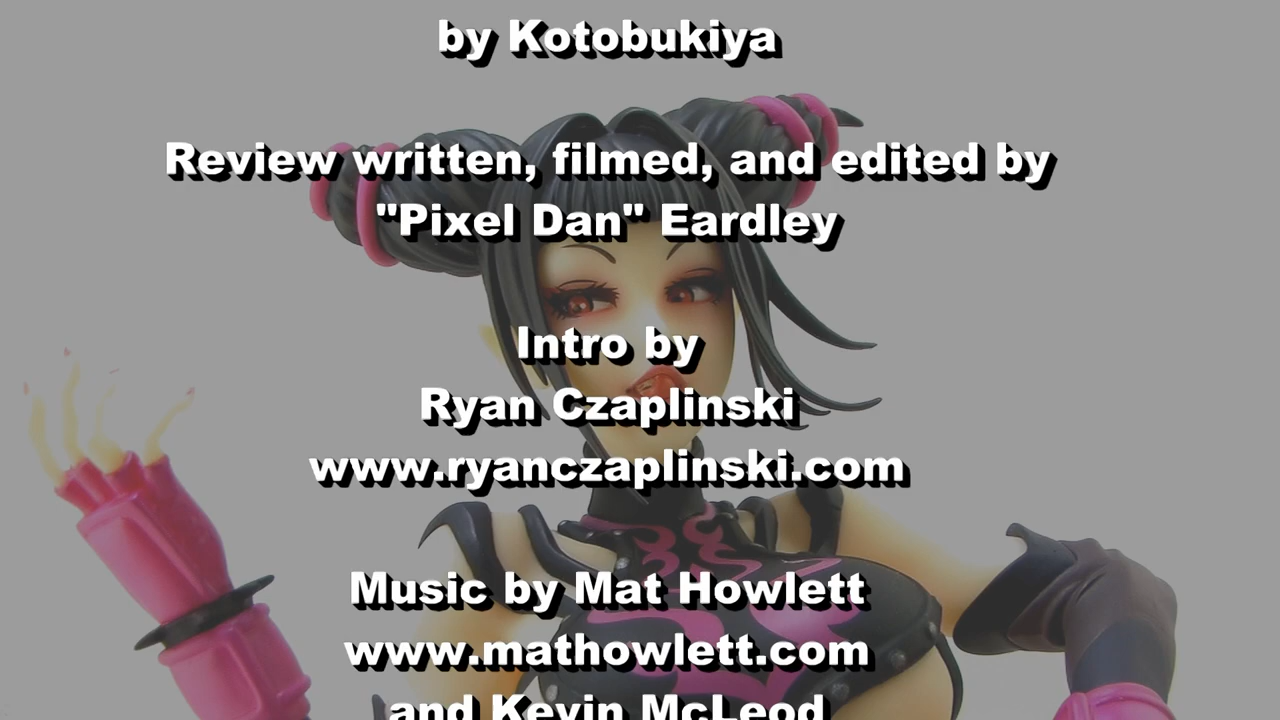 by Kotobukiya
Review written, filmed, and edited by
"Pixel Dan" Eardley
Intro by
Ryan Czaplinski
www.ryanczaplinski.com
Music by Mat Howlett
www.mathowlett.com
and Kevin McLeod